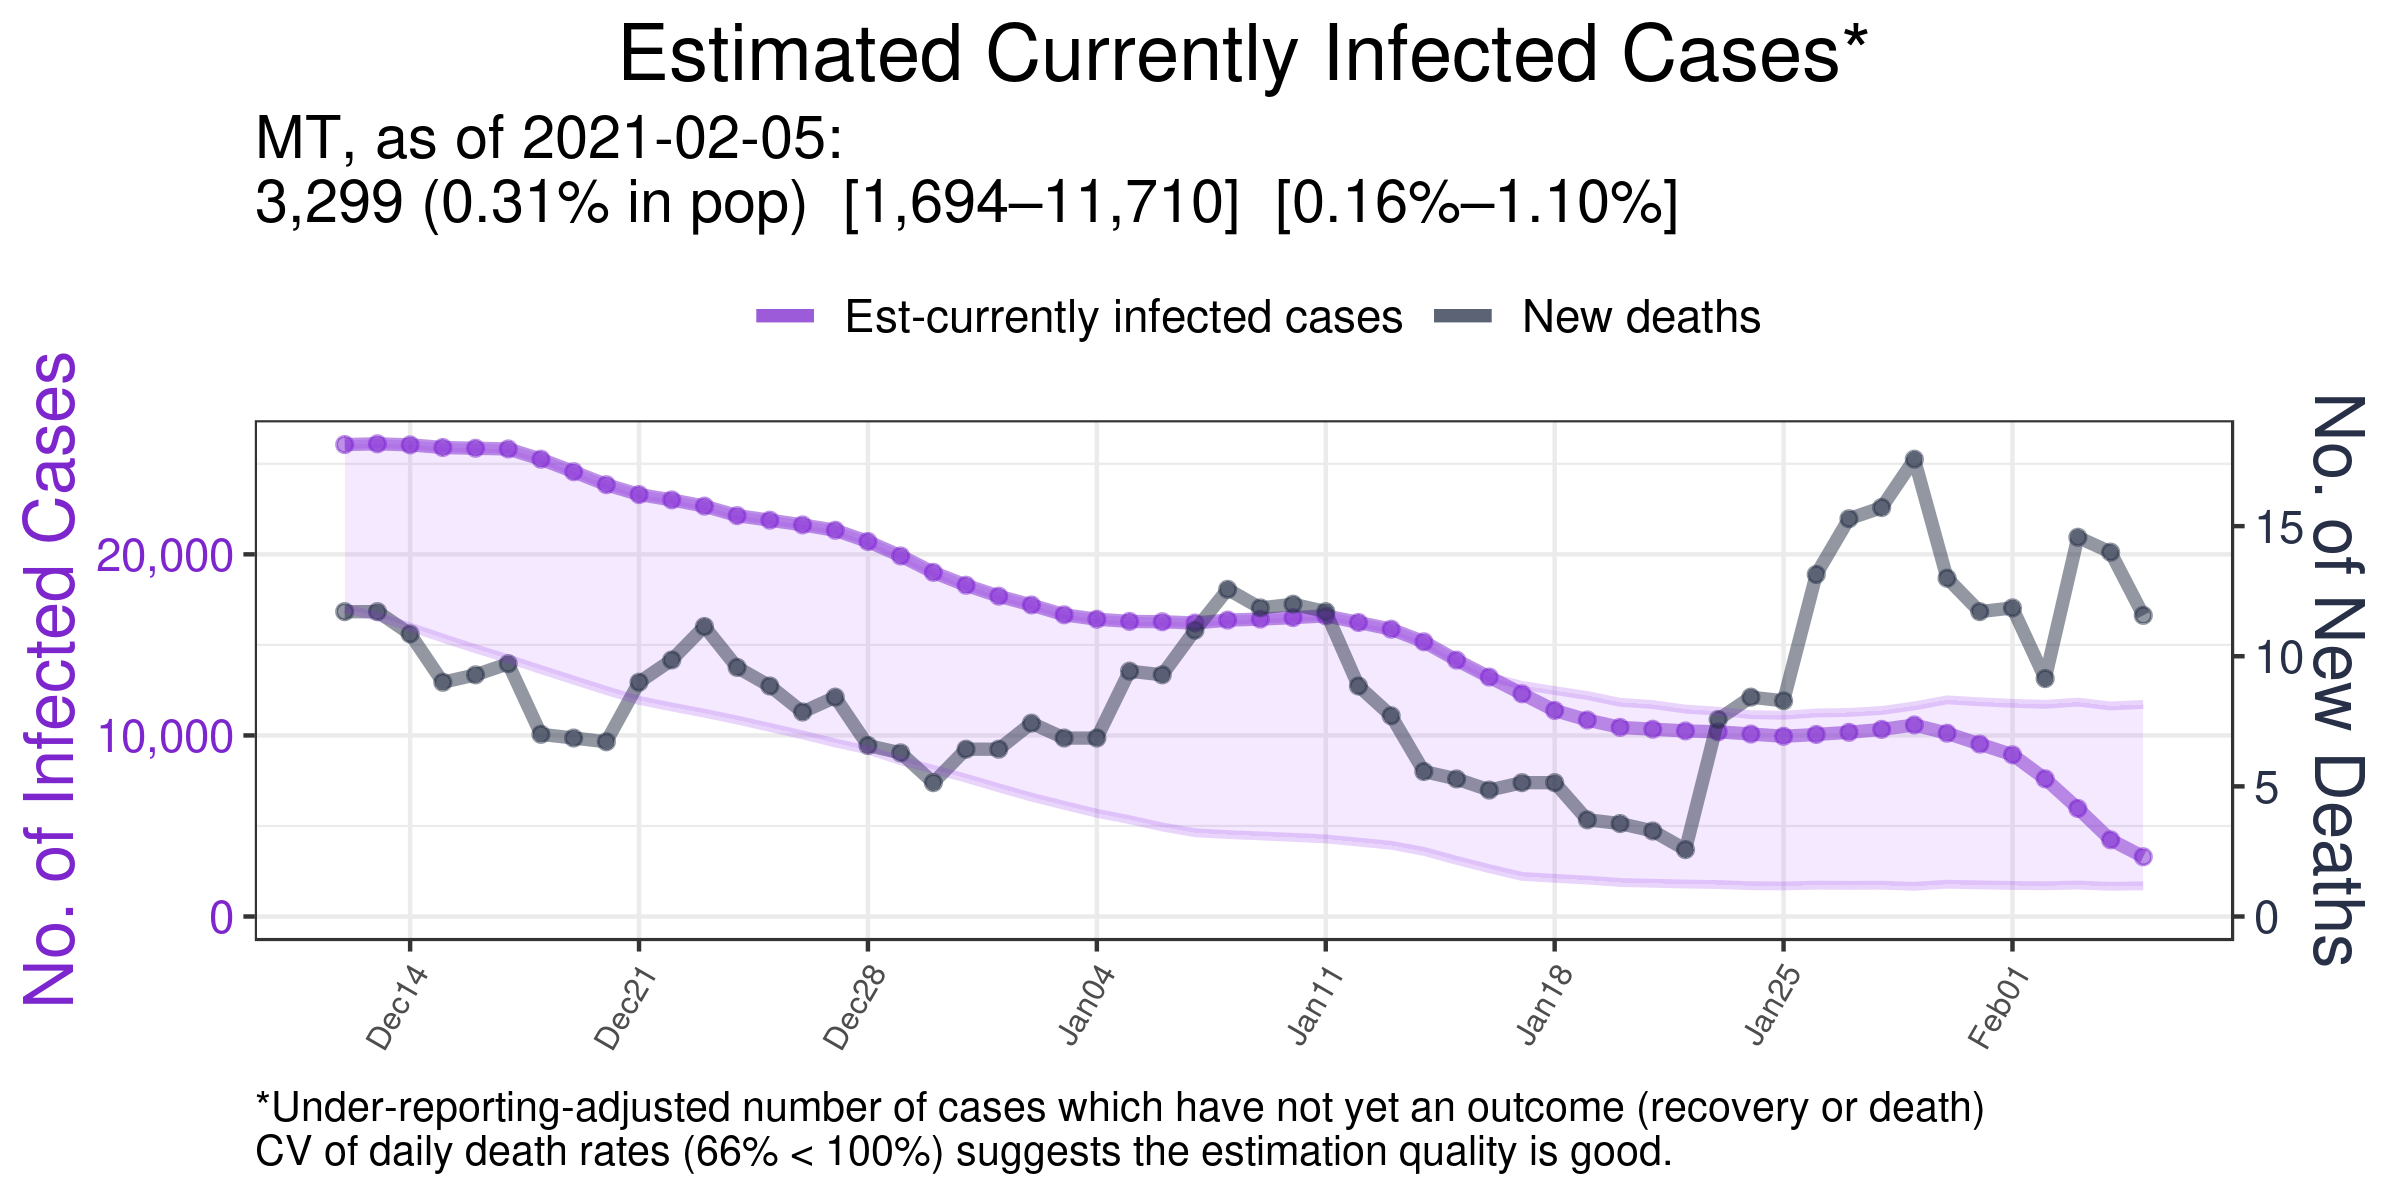 Estimated Currently Infected Cases*
MT, as of 2021-02-05:
3,299 (0.31% in pop)  [1,694–11,710]  [0.16%–1.10%]
Est-currently infected cases
New deaths
No. of Infected Cases
20,000
10,000
0
15
10
5
0
No. of New Deaths
Dec14
Dec21
Dec28
Jan04
Jan11
Jan18
Jan25
Feb01
*Under-reporting-adjusted number of cases which have not yet an outcome (recovery or death)
CV of daily death rates (66% < 100%) suggests the estimation quality is good.